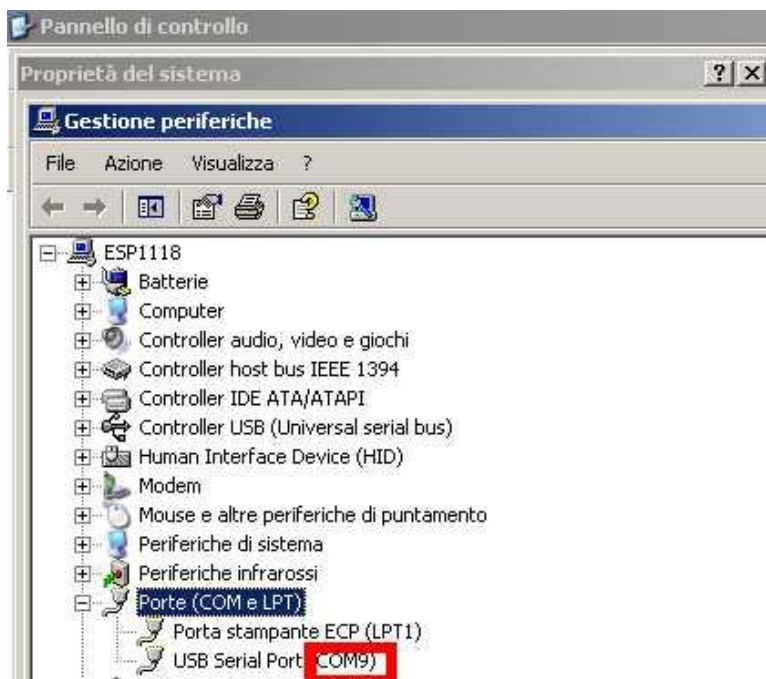 Pannello di controllo
Proprietà del sistema
Gestione periferiche
File Azione Visualizza ?
ESP1118
Batterie
Computer
Controller audio, video e giochi
Controller host bus IEEE 1394
Controller IDE ATA/ATAPI
Controller USB (Universal serial bus)
Human Interface Device (HID)
Modem
Mouse e altre periferiche di puntamento
Periferiche di sistema
Periferiche infrarossi
Porte (COM e LPT)
Porta stampante ECP (LPT1)
USB Serial Port (COM9)